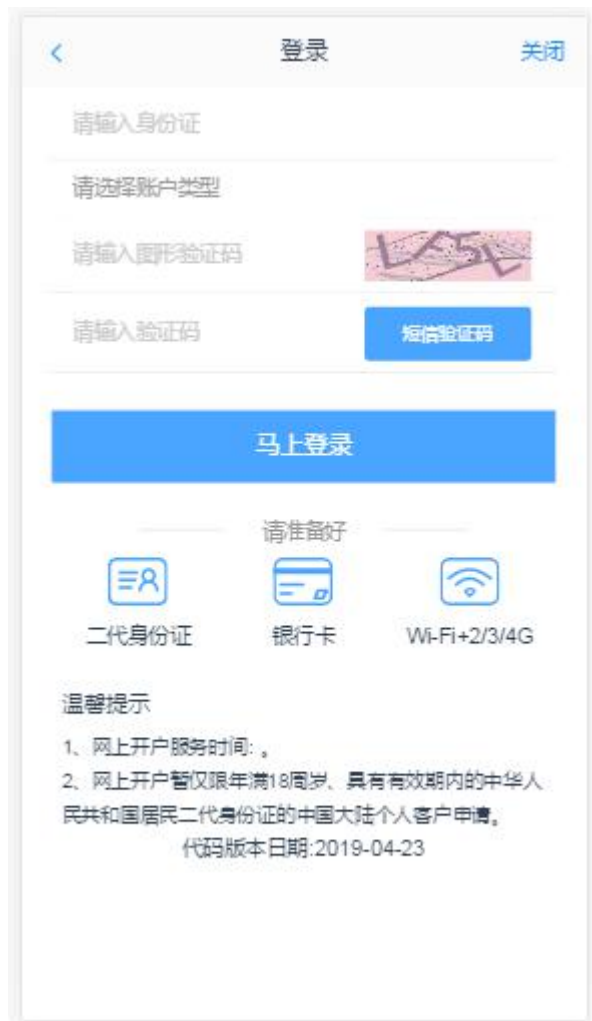 登录 关闭
请输入身份证
请选择账户类型
请输入图形验证码
请输入验证码 短信验证码
马上登录
请准备好
二代身份证 银行卡 Wi-Fi+2/3/4G
温馨提示
1、网上开户服务时间: 。
2、网上开户暂仅限年满18周岁、具有有效期内的中华人
民共和国居民二代身份证的中国大陆个人客户申请。
代码版本日期:2019-04-23